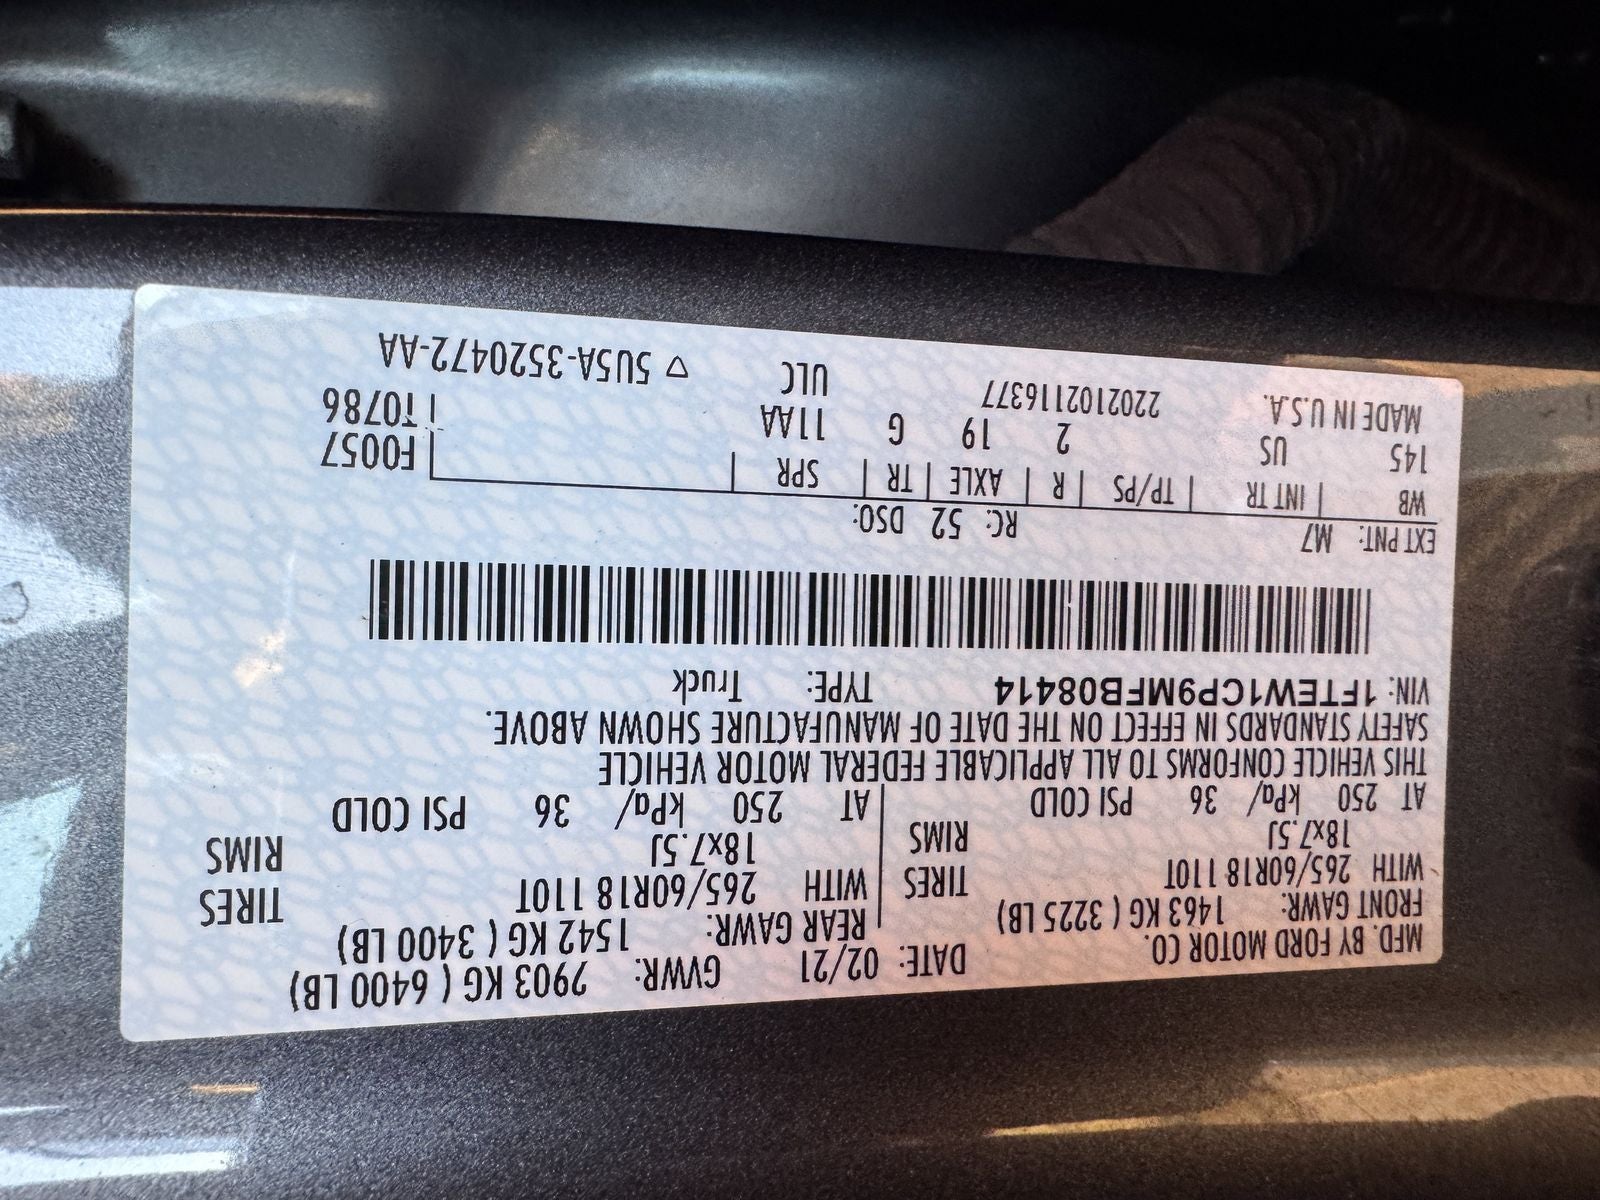 MFD. BY FORD MOTOR CO. DATE: 02/21 GVWR: 2903 KG ( 6400 LB)
FRONT GAWR: 1463 KG ( 3225 LB) REAR GAWR: 1542 KG ( 3400 LB)
WITH 265/60R18 110T TIRES WITH 265/60R18 110T TIRES
18x7.5J RIMS 18x7.5J RIMS
AT 250 kPa/ 36 PSI COLD AT 250 kPa/ 36 PSI COLD
THIS VEHICLE CONFORMS TO ALL APPLICABLE FEDERAL MOTOR VEHICLE
SAFETY STANDARDS IN EFFECT ON THE DATE OF MANUFACTURE SHOWN ABOVE.
VIN: 1FTEW1CP9MFB08414 TYPE: Truck
EXT PNT: M7 RC: 52 DSO:
WB | INT TR | TP/PS | R | AXLE | TR | SPR | F0057
145 US 2 19 G 11AA T0786
MADE IN U.S.A. 2202102116377 ULC ▽ 5U5A-3520472-AA